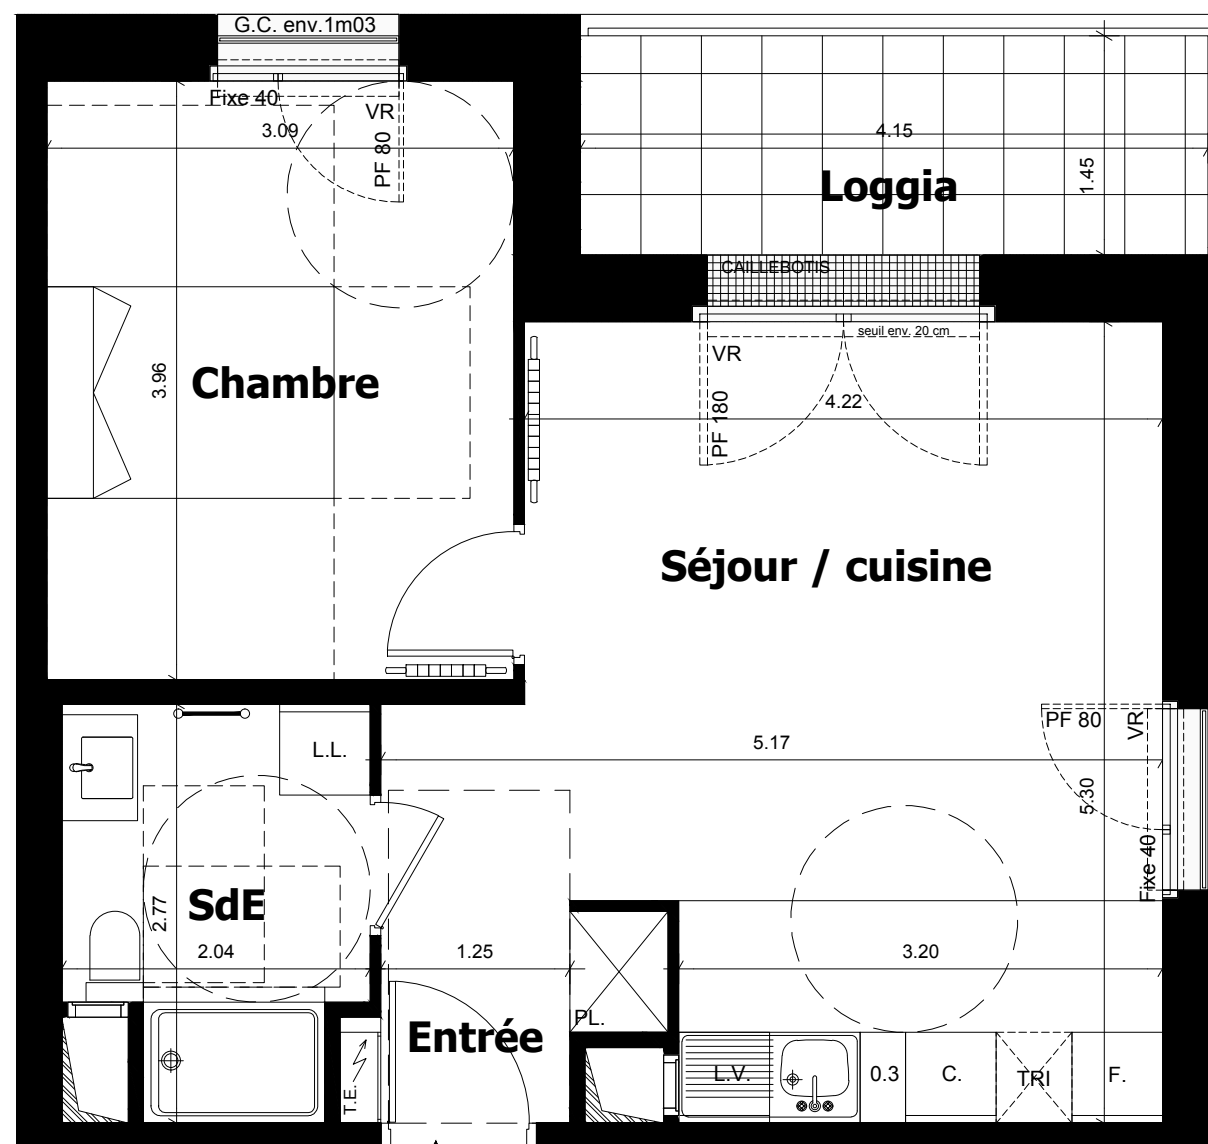 G.C. env.1m03
Fixe 40
VR
3.09
PF 80
4.15
1.45
Loggia
CAILLEBOTIS
seuil env. 20 cm
VR
3.96
Chambre
4.22
PF 180
Séjour / cuisine
L.L.
5.17
PF 80
VR
5.30
Fixe 40
SdE
2.77
2.04
1.25
3.20
PL.
Entrée
T.E.
L.V.
0.3
C.
TRI
F.